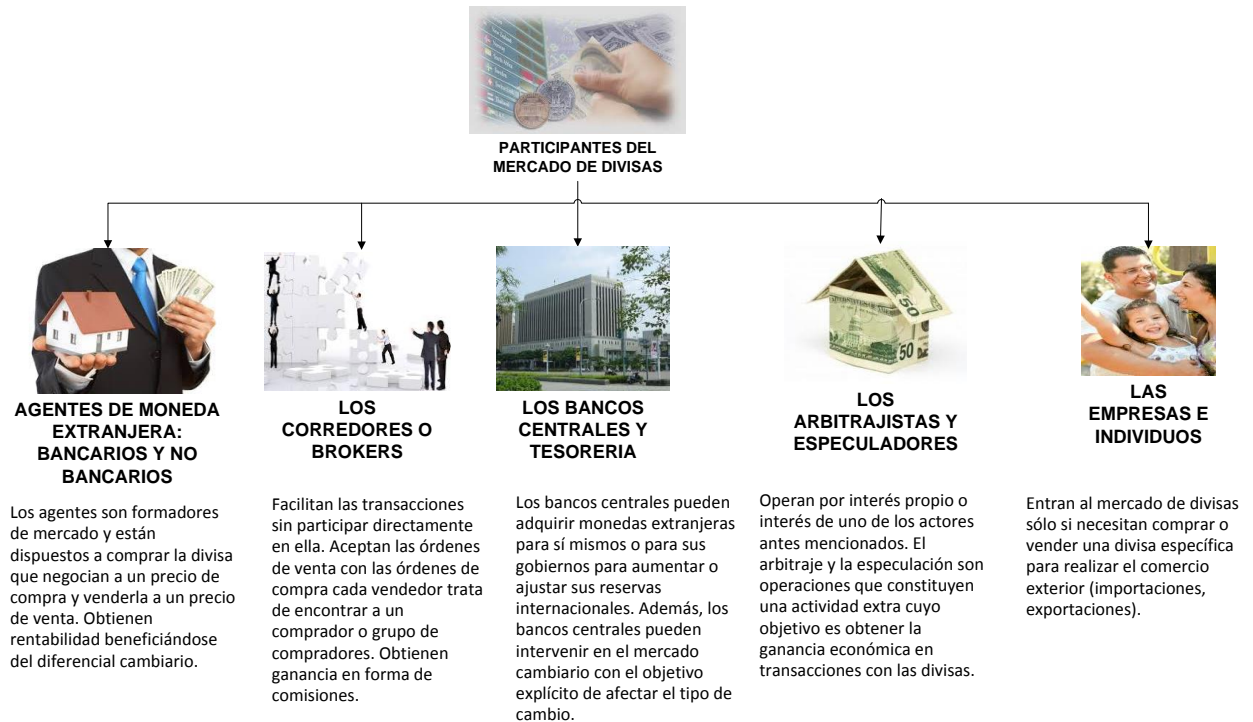 PARTICIPANTES DEL
MERCADO DE DIVISAS
AGENTES DE MONEDA
EXTRANJERA:
BANCARIOS Y NO
BANCARIOS
Los agentes son formadores
de mercado y están
dispuestos a comprar la divisa
que negocian a un precio de
compra y venderla a un precio
de venta. Obtienen
rentabilidad beneficiándose
del diferencial cambiario.
LOS
CORREDORES O
BROKERS
Facilitan las transacciones
sin participar directamente
en ella. Aceptan las órdenes
de venta con las órdenes de
compra cada vendedor trata
de encontrar a un
comprador o grupo de
compradores. Obtienen
ganancia en forma de
comisiones.
LOS BANCOS
CENTRALES Y
TESORERIA
Los bancos centrales pueden
adquirir monedas extranjeras
para sí mismos o para sus
gobiernos para aumentar o
ajustar sus reservas
internacionales. Además, los
bancos centrales pueden
intervenir en el mercado
cambiario con el objetivo
explícito de afectar el tipo de
cambio.
50
50
LOS
ARBITRAJISTAS Y
ESPECULADORES
Operan por interés propio o
interés de uno de los actores
antes mencionados. El
arbitraje y la especulación son
operaciones que constituyen
una actividad extra cuyo
objetivo es obtener la
ganancia económica en
transacciones con las divisas.
LAS
EMPRESAS E
INDIVIDUOS
Entran al mercado de divisas
sólo si necesitan comprar o
vender una divisa específica
para realizar el comercio
exterior (importaciones,
exportaciones).